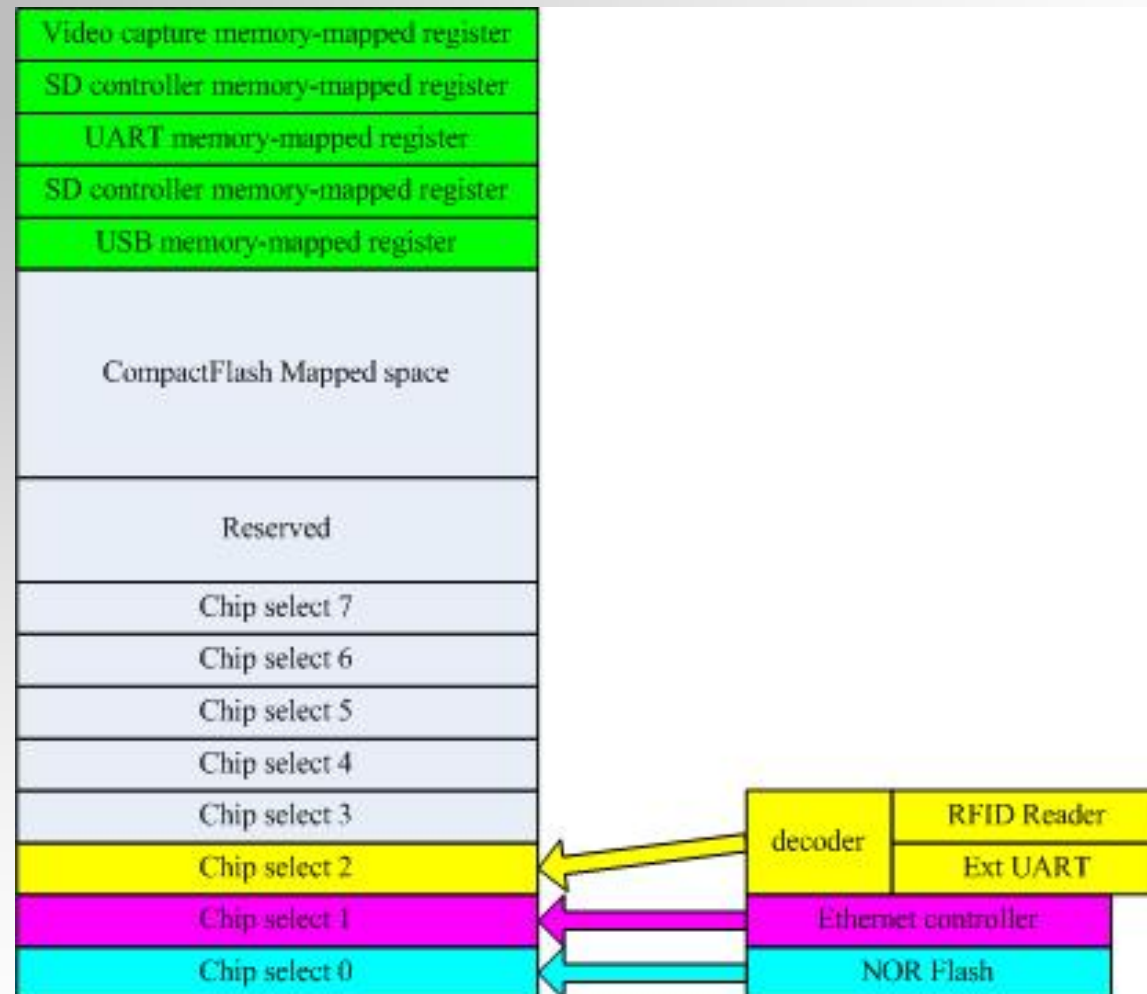 Video capture memory-mapped register
SD controller memory-mapped register
UART memory-mapped register
SD controller memory-mapped register
USB memory-mapped register
CompactFlash Mapped space
Reserved
Chip select 7
Chip select 6
Chip select 5
Chip select 4
Chip select 3
Chip select 2
Chip select 1
Chip select 0
decoder
RFID Reader
Ext UART
Ethernet controller
NOR Flash